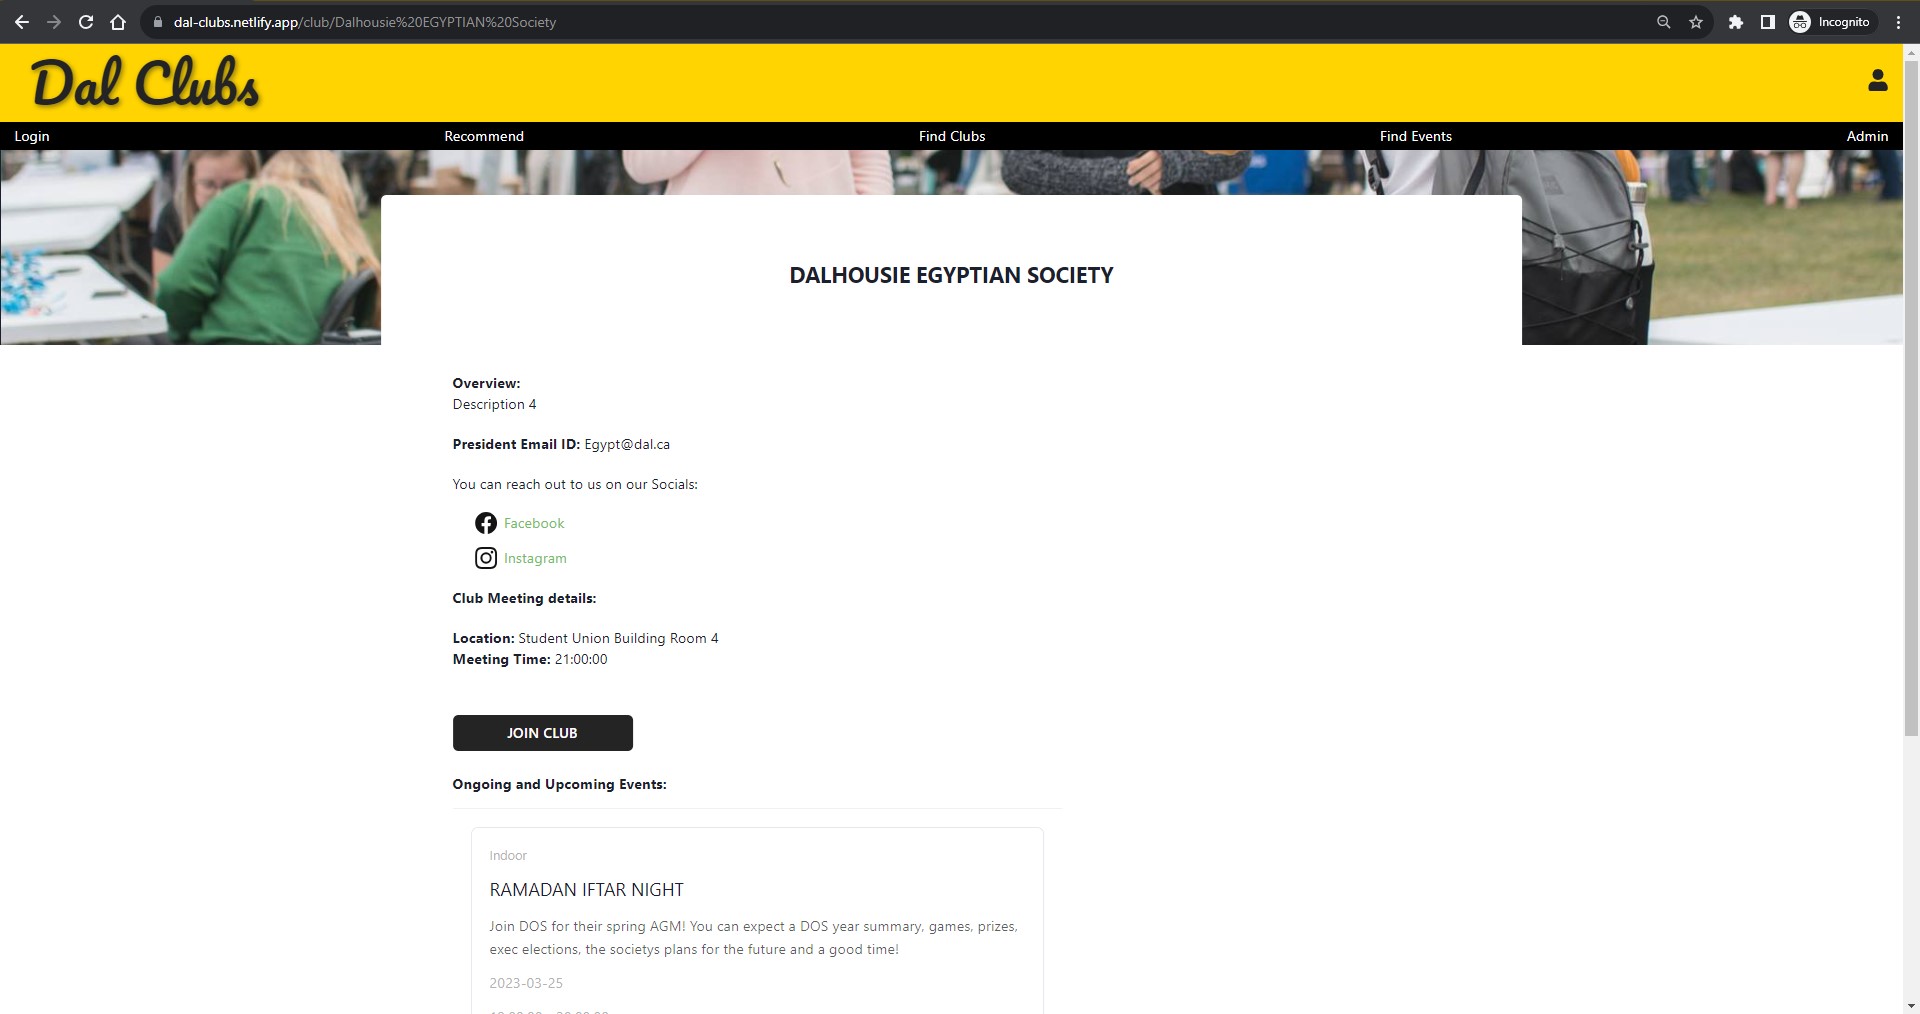 dal-clubs.netlify.app/club/Dalhousie%20EGYPTIAN%20Society
Incognito
Dal Clubs
Login Recommend Find Clubs Find Events Admin
DALHOUSIE EGYPTIAN SOCIETY
Overview:
Description 4
President Email ID: Egypt@dal.ca
You can reach out to us on our Socials:
Facebook
Instagram
Club Meeting details:
Location: Student Union Building Room 4
Meeting Time: 21:00:00
JOIN CLUB
Ongoing and Upcoming Events:
Indoor
RAMADAN IFTAR NIGHT
Join DOS for their spring AGM! You can expect a DOS year summary, games, prizes,
exec elections, the societys plans for the future and a good time!
2023-03-25